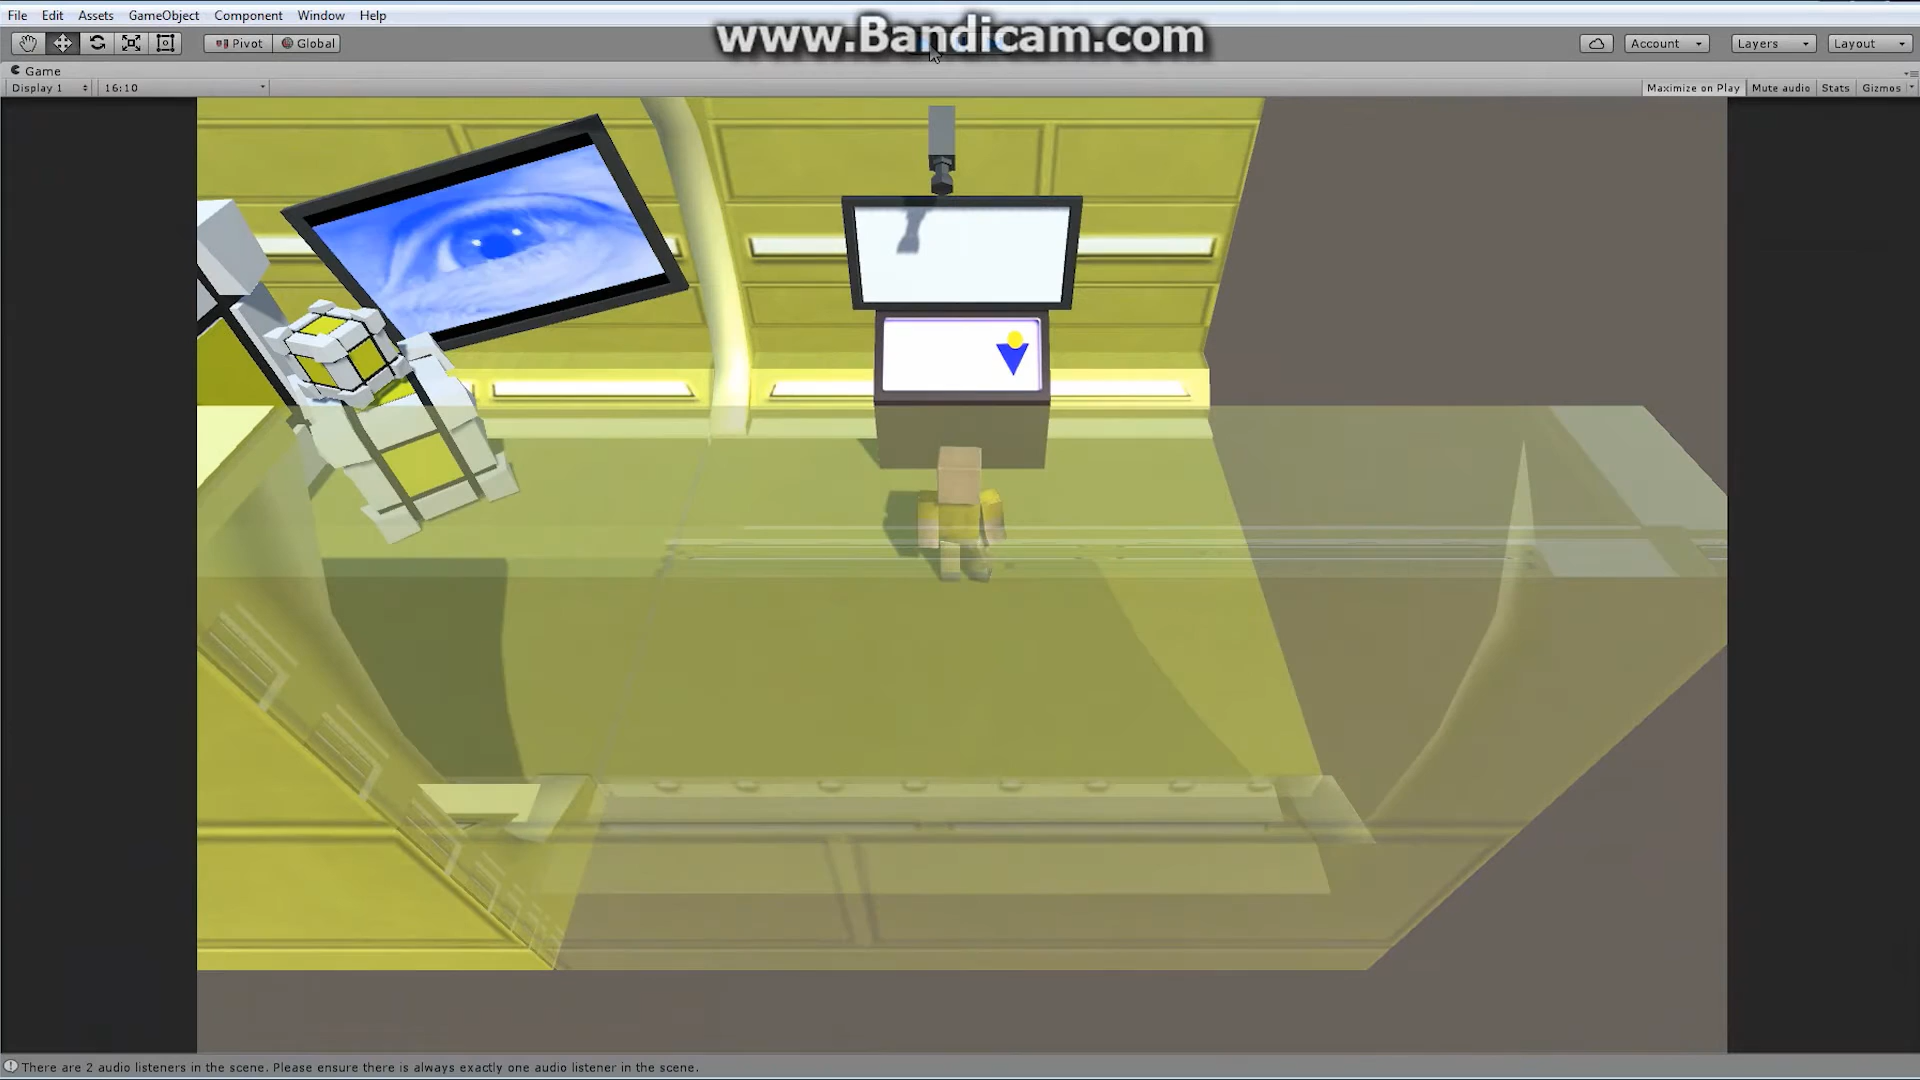 File Edit Assets GameObject Component Window Help
www.Bandicam.com
Pivot Global Account Layers Layout
Game
Display 1 16:10 Maximize on Play Mute audio Stats Gizmos
There are 2 audio listeners in the scene. Please ensure there is always exactly one audio listener in the scene.